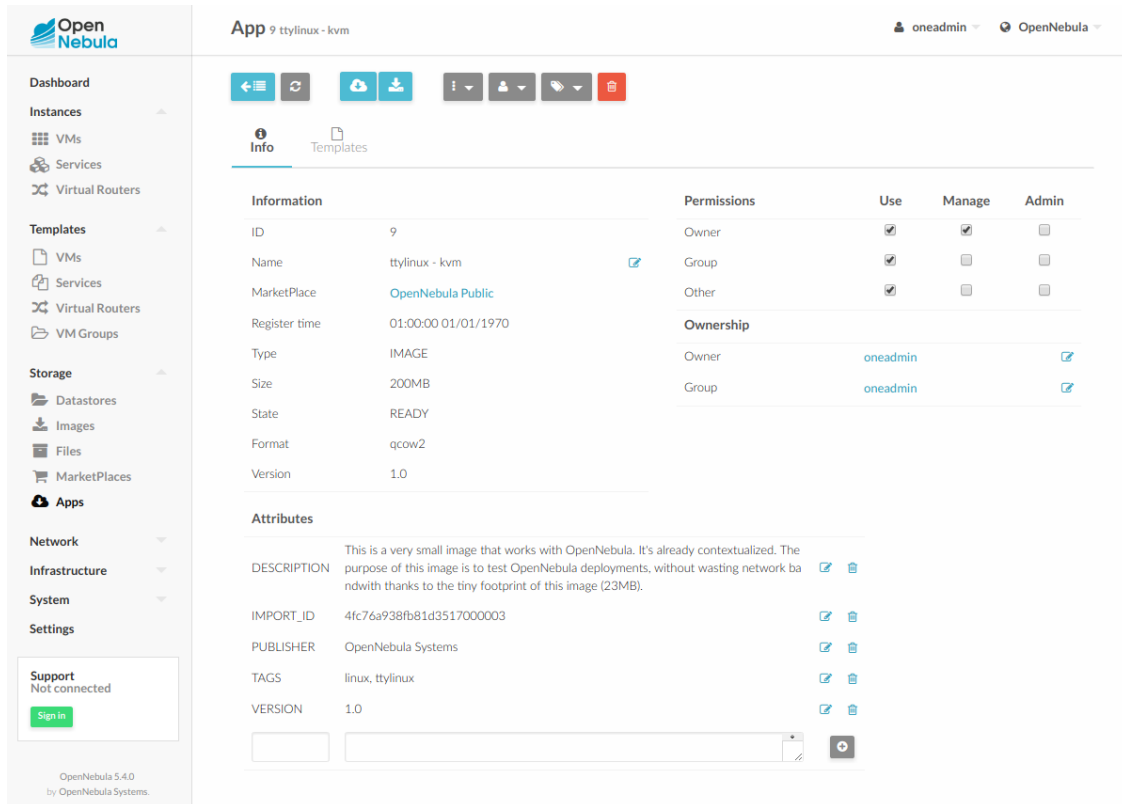 Open
Nebula
App 9 ttylinux - kvm
oneadmin
OpenNebula
Dashboard
Instances
VMs
Services
Virtual Routers
Templates
VMs
Services
Virtual Routers
VM Groups
Storage
Datastores
Images
Files
MarketPlaces
Apps
Network
Infrastructure
System
Settings
Support
Not connected
Sign in
OpenNebula 5.4.0
by OpenNebula Systems.
Info
Templates
Information
ID 9
Name ttylinux - kvm
MarketPlace OpenNebula Public
Register time 01:00:00 01/01/1970
Type IMAGE
Size 200MB
State READY
Format qcow2
Version 1.0
Permissions Use Manage Admin
Owner
Group
Other
Ownership
Owner oneadmin
Group oneadmin
Attributes
DESCRIPTION This is a very small image that works with OpenNebula. It's already contextualized. The
purpose of this image is to test OpenNebula deployments, without wasting network ba
ndwith thanks to the tiny footprint of this image (23MB).
IMPORT_ID 4fc76a938fb81d3517000003
PUBLISHER OpenNebula Systems
TAGS linux, ttylinux
VERSION 1.0